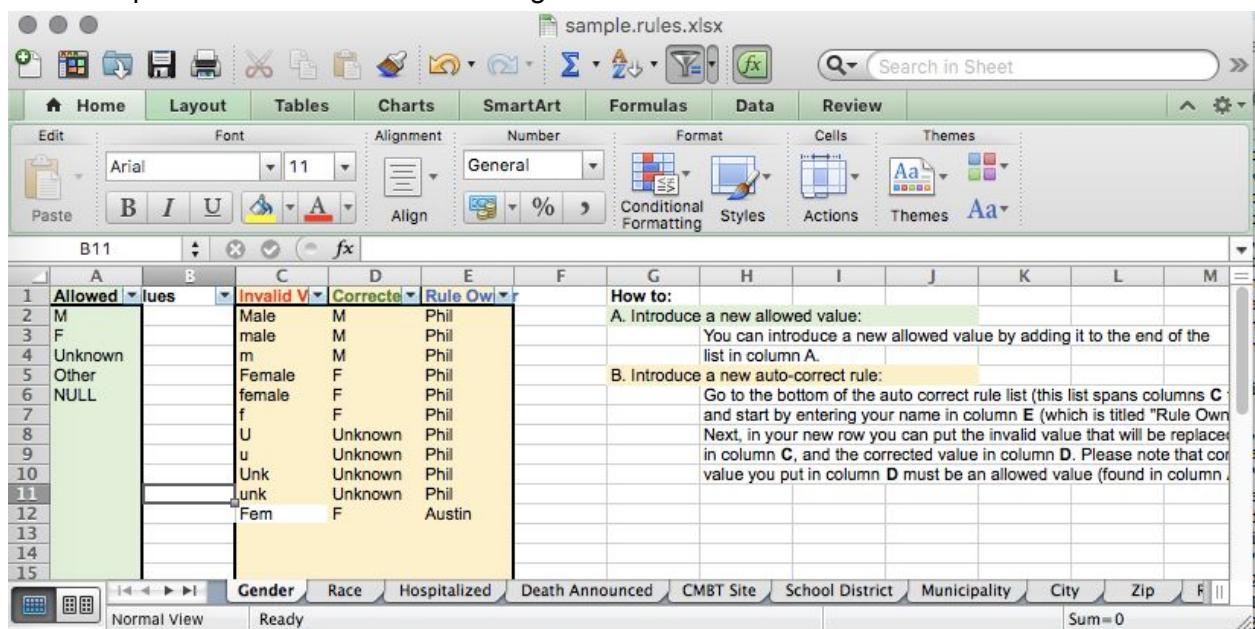 sample.rules.xlsx
Search in Sheet
Home Layout Tables Charts SmartArt Formulas Data Review
Edit Font Alignment Number Format Cells Themes
Arial 11 General
Paste B I U A Align % Conditional Formatting Styles Actions Themes Aa
B11 fx
A B C D E F G H I J K L M
1 Allowed lues Invalid V Correcte Rule Ow r How to:
2 M Male M Phil A. Introduce a new allowed value:
3 F male M Phil You can introduce a new allowed value by adding it to the end of the
4 Unknown m M Phil list in column A.
5 Other Female F Phil B. Introduce a new auto-correct rule:
6 NULL female F Phil Go to the bottom of the auto correct rule list (this list spans columns C
7 f F Phil and start by entering your name in column E (which is titled "Rule Own
8 U Unknown Phil Next, in your new row you can put the invalid value that will be replaced
9 u Unknown Phil in column C, and the corrected value in column D. Please note that cor
10 Unk Unknown Phil value you put in column D must be an allowed value (found in column
11 unk Unknown Phil
12 Fem F Austin
13
14
15
Gender Race Hospitalized Death Announced CMBT Site School District Municipality City Zip
Normal View Ready Sum=0